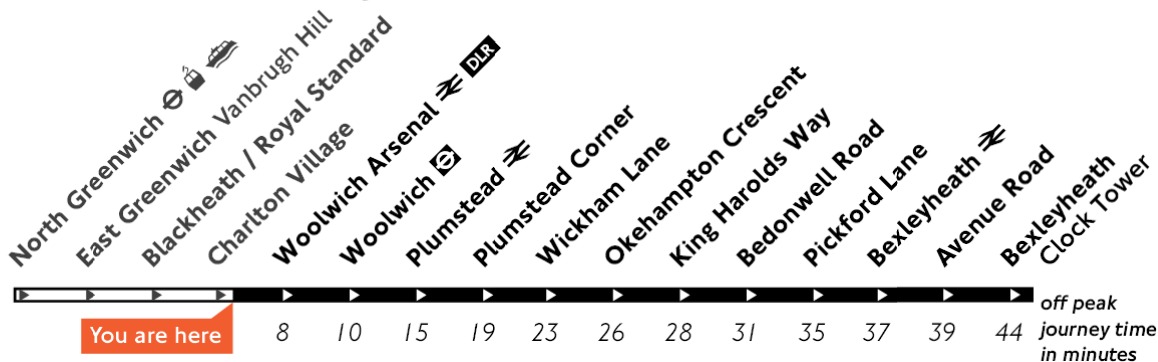 North Greenwich
East Greenwich Vanbrugh Hill
Blackheath / Royal Standard
Charlton Village
Woolwich Arsenal DLR
Woolwich
Plumstead
Plumstead Corner
Wickham Lane
Okehampton Crescent
King Harolds Way
Bedonwell Road
Pickford Lane
Bexleyheath
Avenue Road
Bexleyheath
Clock Tower
You are here
8 10 15 19 23 26 28 31 35 37 39 44
off peak
journey time
in minutes